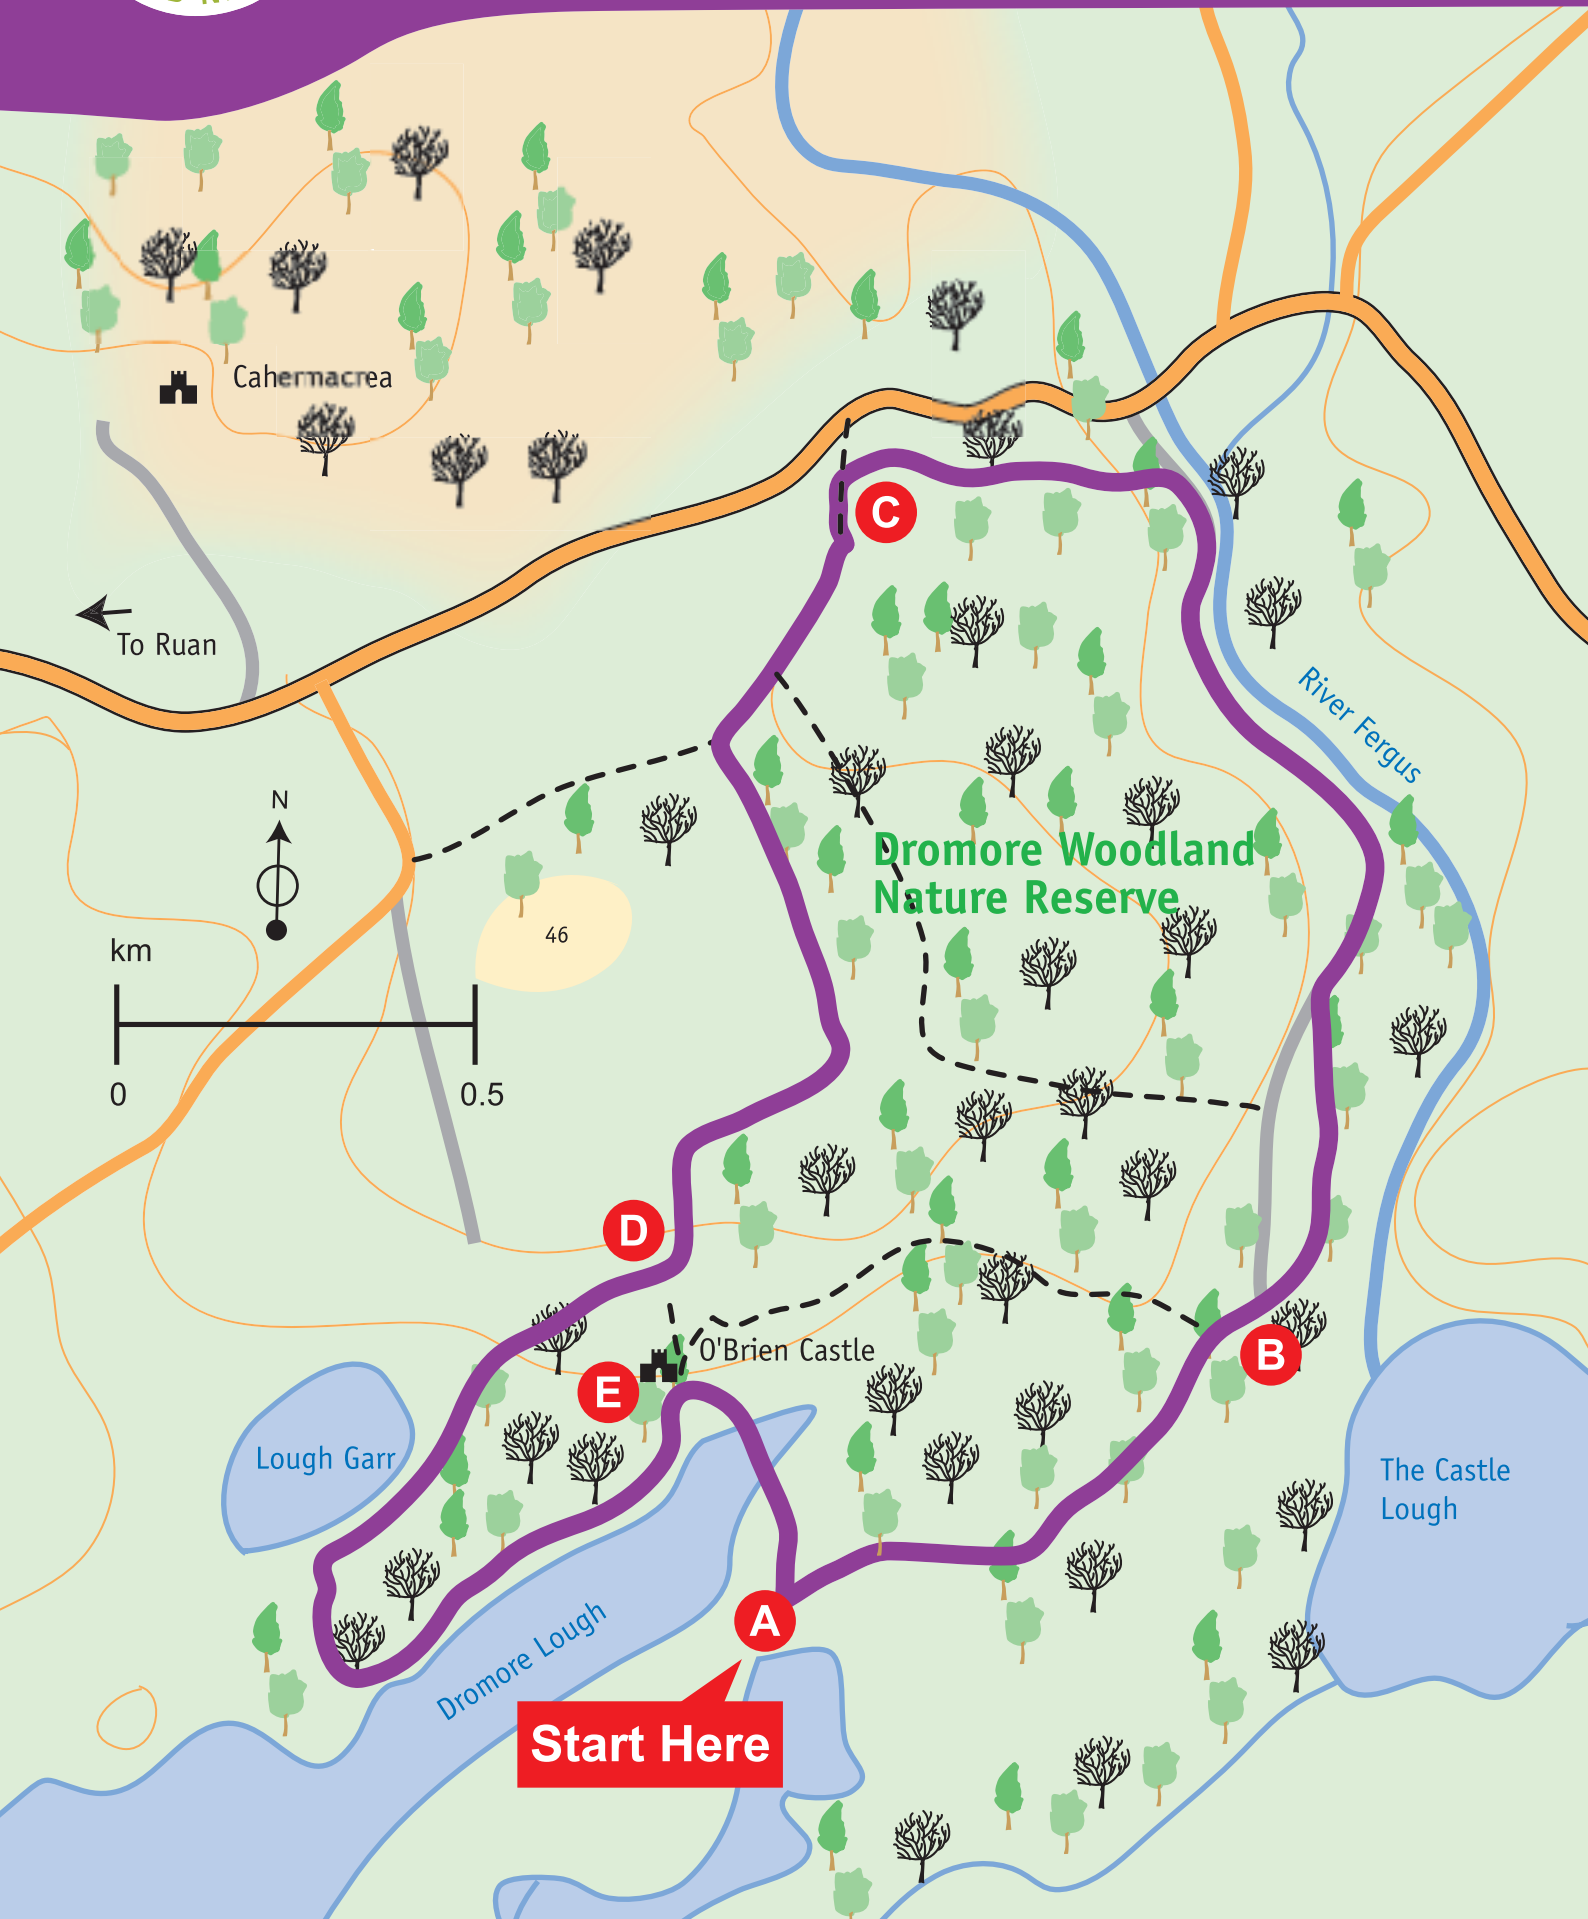 Cahermacrea
C
To Ruan
River Fergus
N
Dromore Woodland
Nature Reserve
46
km
0
0.5
D
O'Brien Castle
B
E
Lough Garr
The Castle
Lough
A
Dromore Lough
Start Here